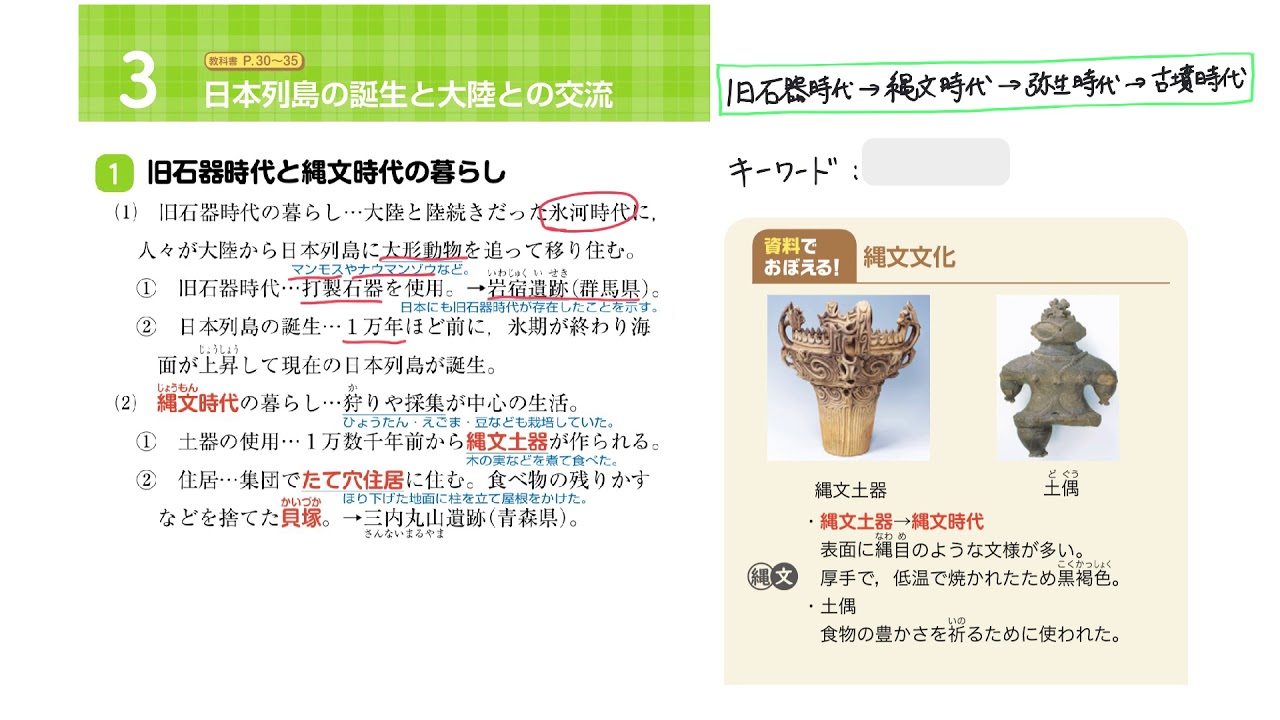 3
教科書 P.30～35
日本列島の誕生と大陸との交流
旧石器時代→縄文時代→弥生時代→古墳時代
キーワード：
1 旧石器時代と縄文時代の暮らし
(1) 旧石器時代の暮らし…大陸と陸続きだった氷河時代に，
人々が大陸から日本列島に大形動物を追って移り住む。
マンモスやナウマンゾウなど。
いわじゅく い せき
① 旧石器時代…打製石器を使用。→岩宿遺跡(群馬県)。
日本にも旧石器時代が存在したことを示す。
② 日本列島の誕生…１万年ほど前に，氷期が終わり海
じょうしょう
面が上昇して現在の日本列島が誕生。
じょうもん
か
(2) 縄文時代の暮らし…狩りや採集が中心の生活。
ひょうたん・えごま・豆なども栽培していた。
① 土器の使用…１万数千年前から縄文土器が作られる。
木の実などを煮て食べた。
② 住居…集団でたて穴住居に住む。食べ物の残りかす
ほり下げた地面に柱を立て屋根をかけた。
かいづか
などを捨てた貝塚。→三内丸山遺跡(青森県)。
さんないまるやま
資料で
おぼえる！
縄文文化
縄文土器
ど ぐう
土偶
・縄文土器→縄文時代
なわ め
表面に縄目のような文様が多い。
こくかっしょく
縄文
厚手で，低温で焼かれたため黒褐色。
・土偶
いの
食物の豊かさを祈るために使われた。